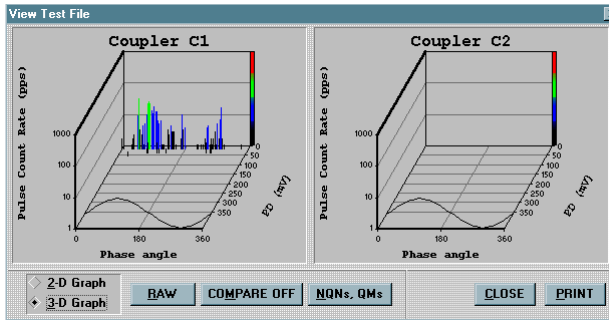 View Test File
Coupler C1
Pulse Count Rate (pps)
1000
100
10
1
0
180
360
Phase angle
0
50
100
150
200
250
300
350
PD (mV)
Coupler C2
Pulse Count Rate (pps)
1000
100
10
1
0
180
360
Phase angle
0
50
100
150
200
250
300
350
PD (mV)
2-D Graph
3-D Graph
RAW
COMPARE OFF
NQNs, QMs
CLOSE
PRINT